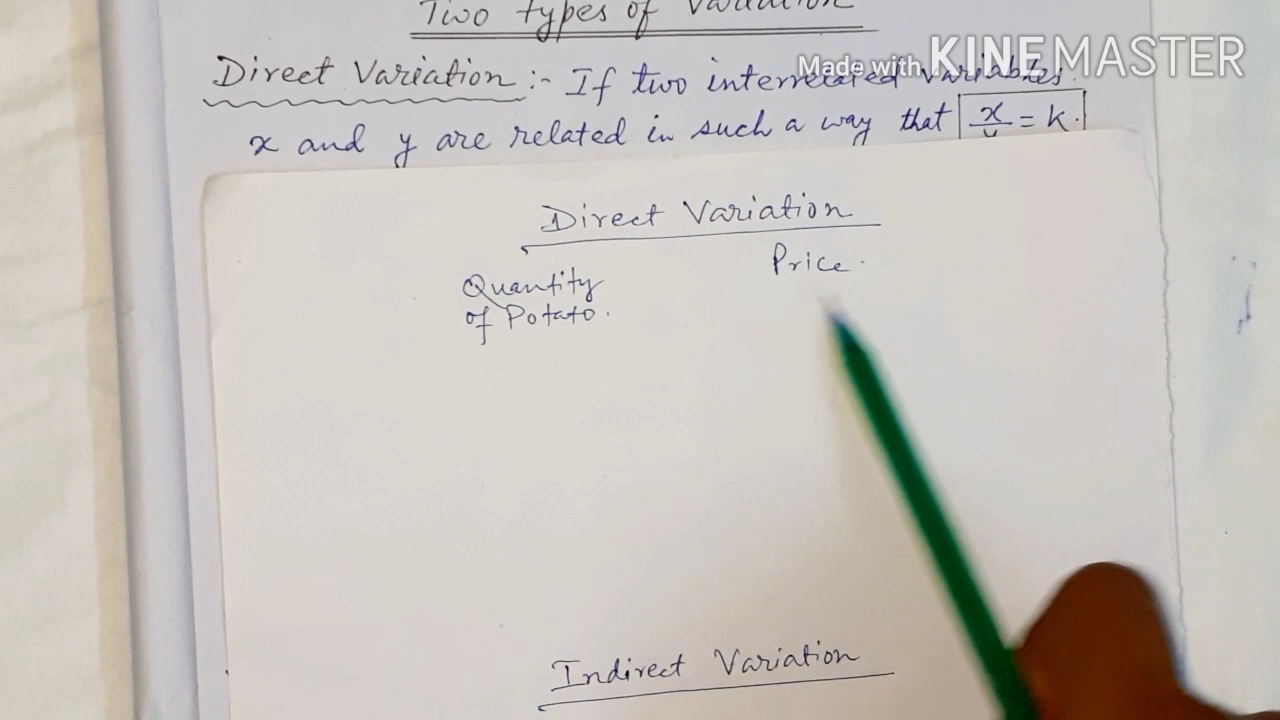 Two types of Variation
Made with KINEMASTER
Direct Variation :- If two interrelated variables
x and y are related in such a way that x/y = k.
Direct Variation
Price.
Quantity
of Potato.
Indirect Variation